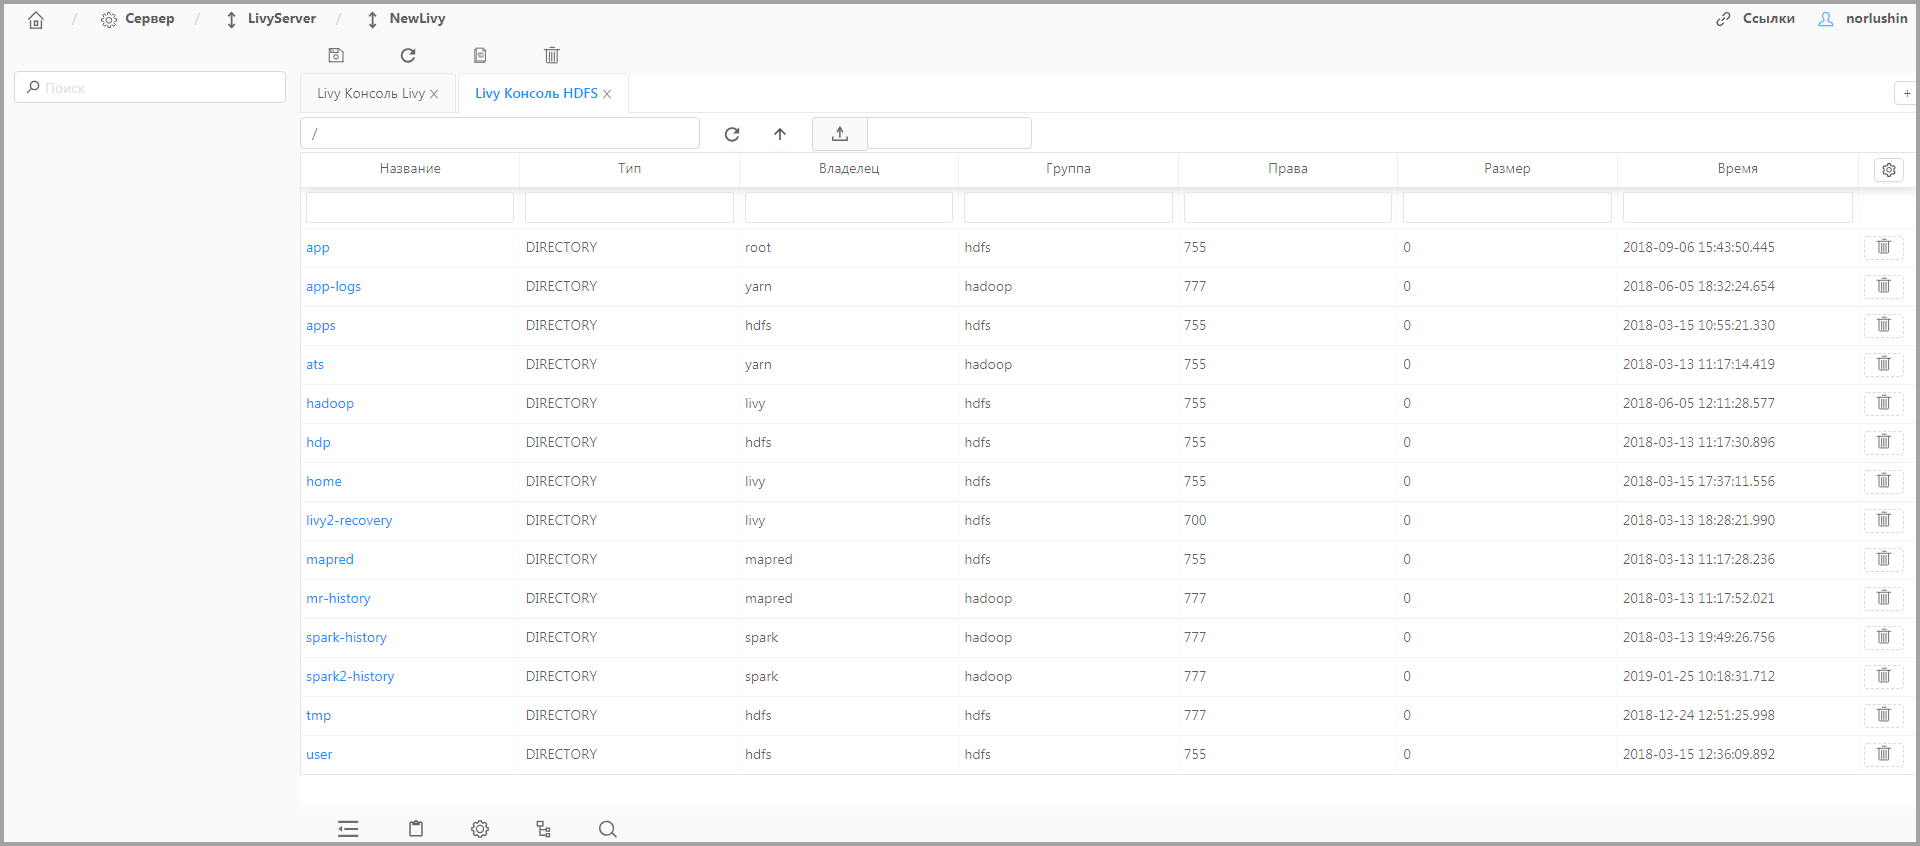 / Сервер / LivyServer / NewLivy Ссылки norlushin
Поиск
Livy Консоль Livy Livy Консоль HDFS +
/
Название Тип Владелец Группа Права Размер Время
app DIRECTORY root hdfs 755 0 2018-09-06 15:43:50.445
app-logs DIRECTORY yarn hadoop 777 0 2018-06-05 18:32:24.654
apps DIRECTORY hdfs hdfs 755 0 2018-03-15 10:55:21.330
ats DIRECTORY yarn hadoop 755 0 2018-03-13 11:17:14.419
hadoop DIRECTORY livy hdfs 755 0 2018-06-05 12:11:28.577
hdp DIRECTORY hdfs hdfs 755 0 2018-03-13 11:17:30.896
home DIRECTORY livy hdfs 755 0 2018-03-15 17:37:11.556
livy2-recovery DIRECTORY livy hdfs 700 0 2018-03-13 18:28:21.990
mapred DIRECTORY mapred hdfs 755 0 2018-03-13 11:17:28.236
mr-history DIRECTORY mapred hadoop 777 0 2018-03-13 11:17:52.021
spark-history DIRECTORY spark hadoop 777 0 2018-03-13 19:49:26.756
spark2-history DIRECTORY spark hadoop 777 0 2019-01-25 10:18:31.712
tmp DIRECTORY hdfs hdfs 777 0 2018-12-24 12:51:25.998
user DIRECTORY hdfs hdfs 755 0 2018-03-15 12:36:09.892